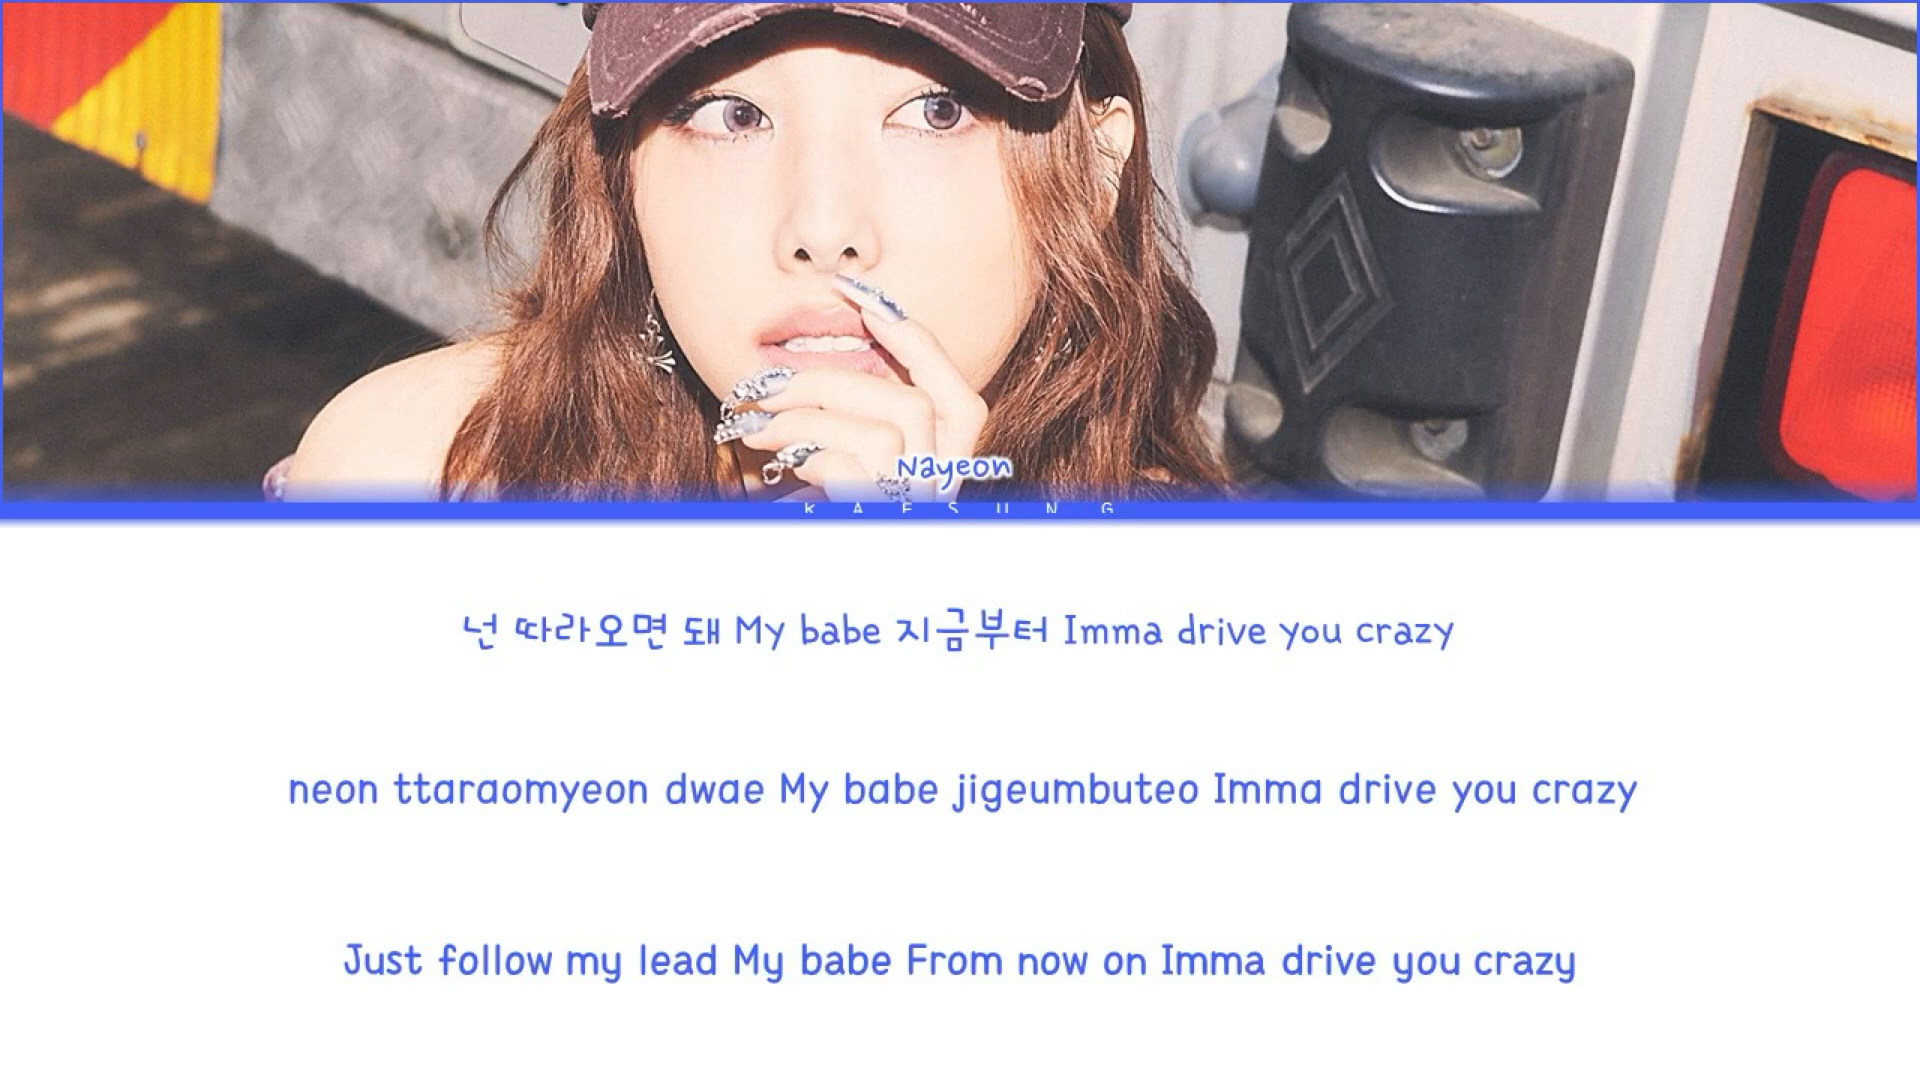 Nayeon
KAESUNG
넌 따라오면 돼 My babe 지금부터 Imma drive you crazy
neon ttaraomyeon dwae My babe jigeumbuteo Imma drive you crazy
Just follow my lead My babe From now on Imma drive you crazy